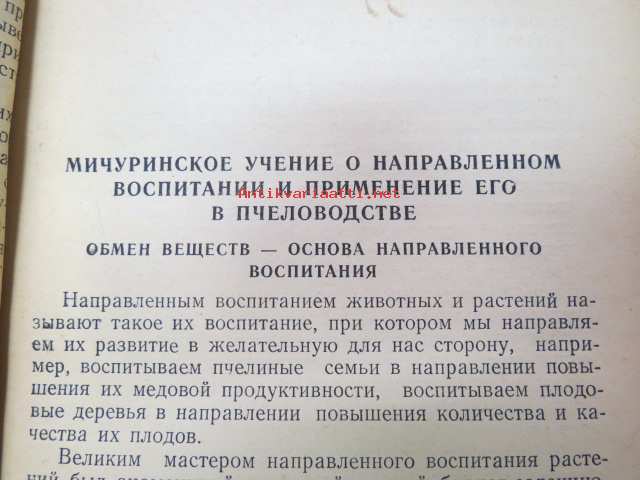 МИЧУРИНСКОЕ УЧЕНИЕ О НАПРАВЛЕННОМ
ВОСПИТАНИИ И ПРИМЕНЕНИЕ ЕГО
Antikvariaatti.net
В ПЧЕЛОВОДСТВЕ
ОБМЕН ВЕЩЕСТВ — ОСНОВА НАПРАВЛЕННОГО
ВОСПИТАНИЯ
Направленным воспитанием животных и растений на-
зывают такое их воспитание, при котором мы направля-
ем их развитие в желательную для нас сторону, напри-
мер, воспитываем пчелиные семьи в направлении повы-
шения их медовой продуктивности, воспитываем плодо-
вые деревья в направлении повышения количества и ка-
чества их плодов.
Великим мастером направленного воспитания расте-